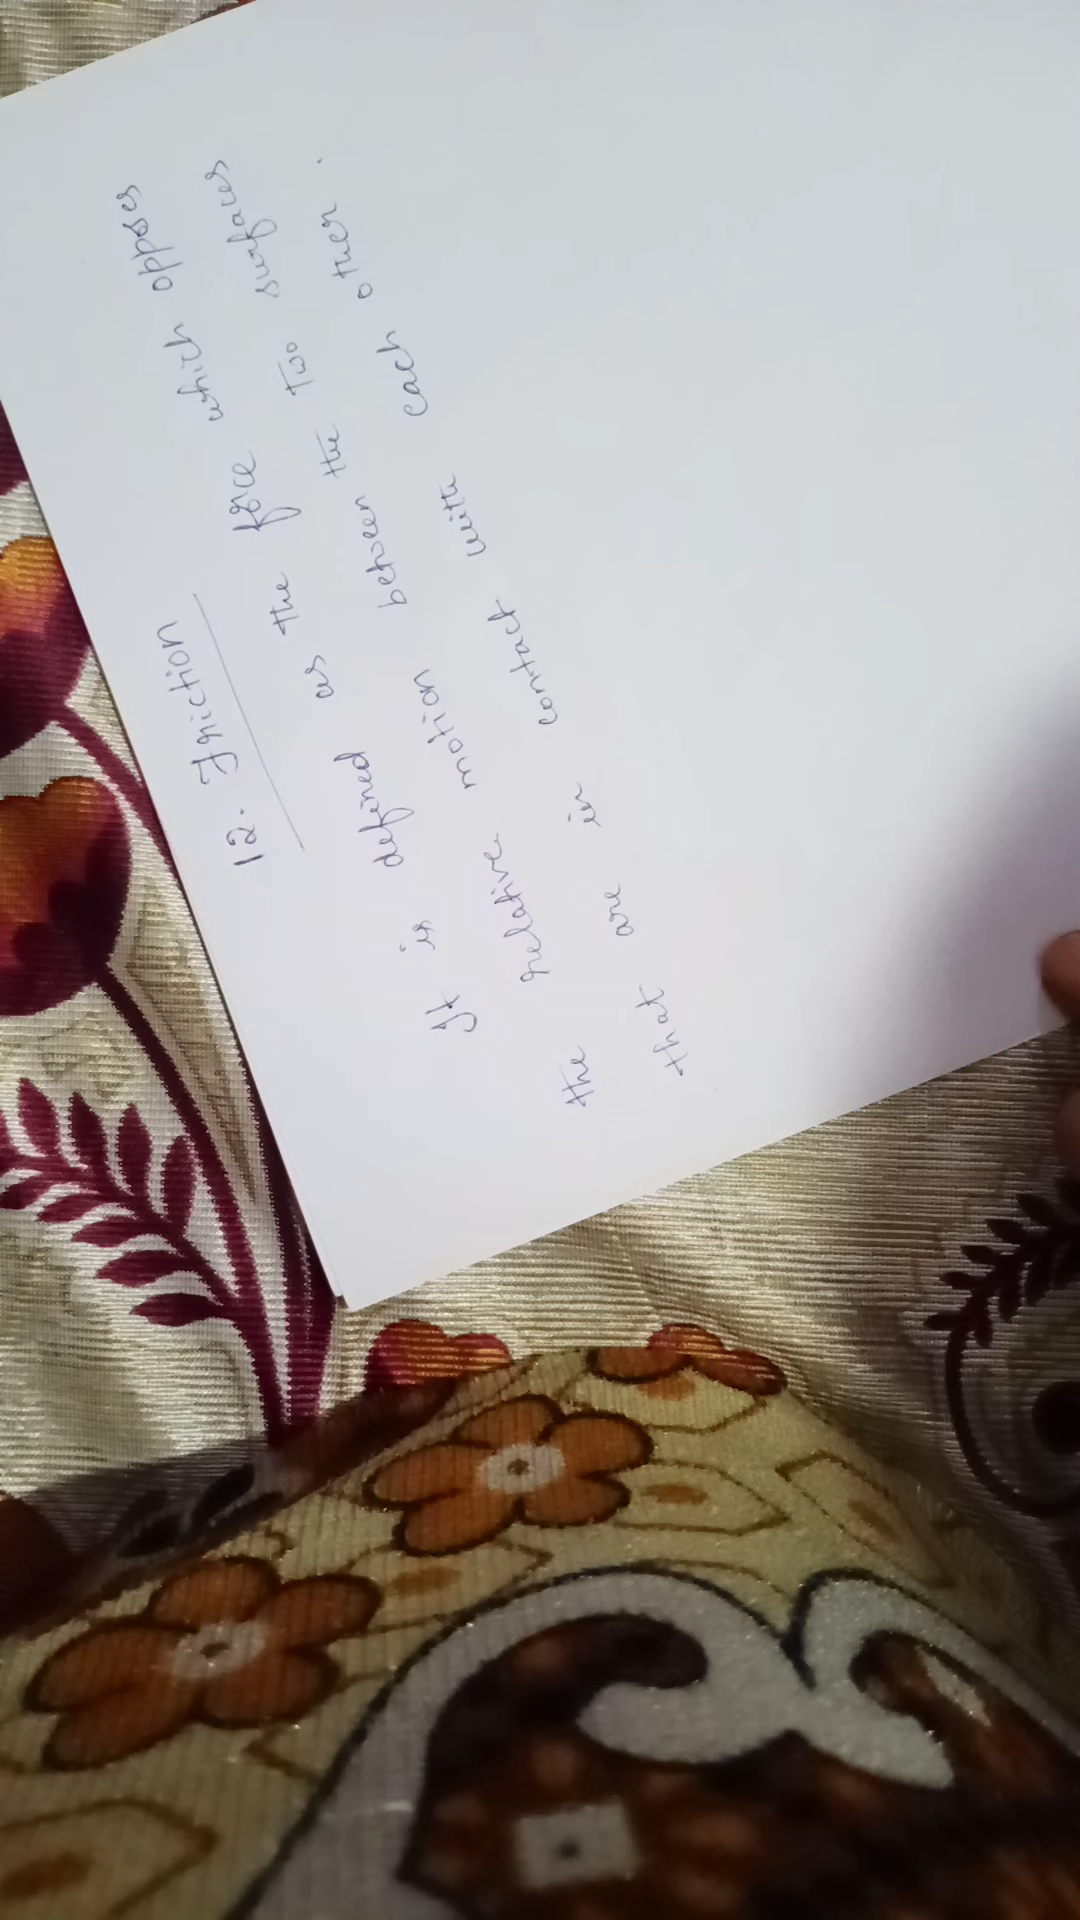 12. Friction
It is defined as the force which opposes
the relative motion between the two surfaces
that are in contact with each other.